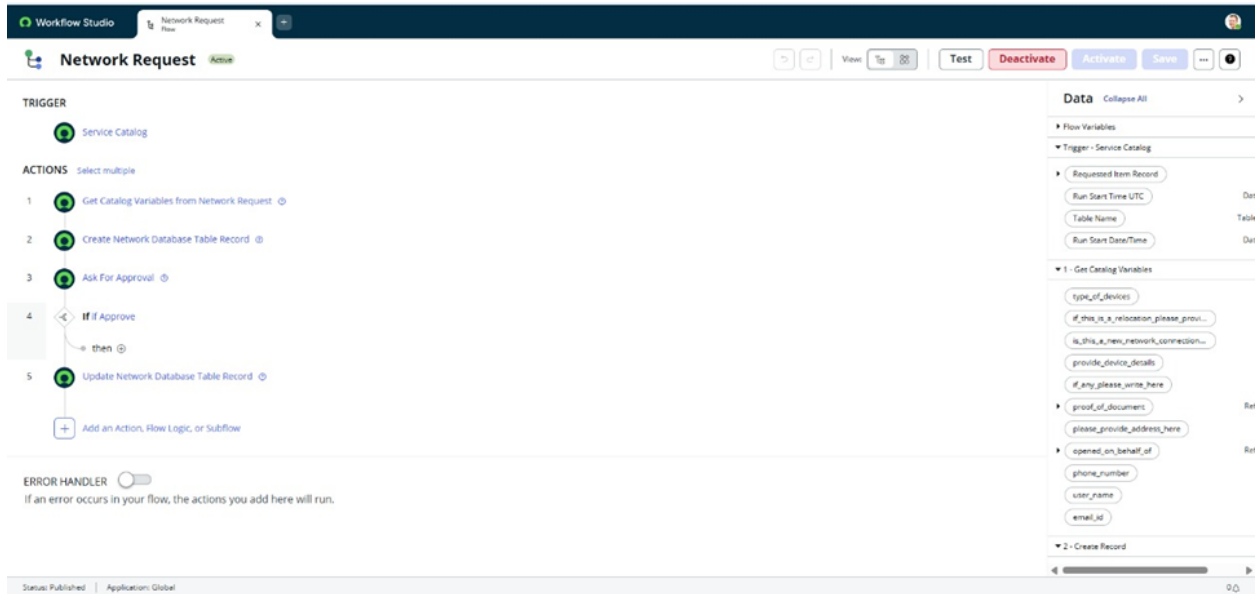 Workflow Studio
Network Request
Flow
Network Request Active
View:
Test
Deactivate
Activate
Save
TRIGGER
Service Catalog
ACTIONS Select multiple
1 Get Catalog Variables from Network Request
2 Create Network Database Table Record
3 Ask For Approval
4 If If Approve
then
5 Update Network Database Table Record
Add an Action, Flow Logic, or Subflow
ERROR HANDLER
If an error occurs in your flow, the actions you add here will run.
Data Collapse All
Flow Variables
Trigger - Service Catalog
Requested Item Record
Run Start Time UTC Dat
Table Name Table
Run Start Date/Time Dat
1 - Get Catalog Variables
type_of_devices
if_this_is_a_relocation_please_provi...
is_this_a_new_network_connection...
provide_device_details
if_any_please_write_here
proof_of_document Ref
please_provide_address_here
opened_on_behalf_of Ref
phone_number
user_name
email_id
2 - Create Record
Status: Published | Application: Global